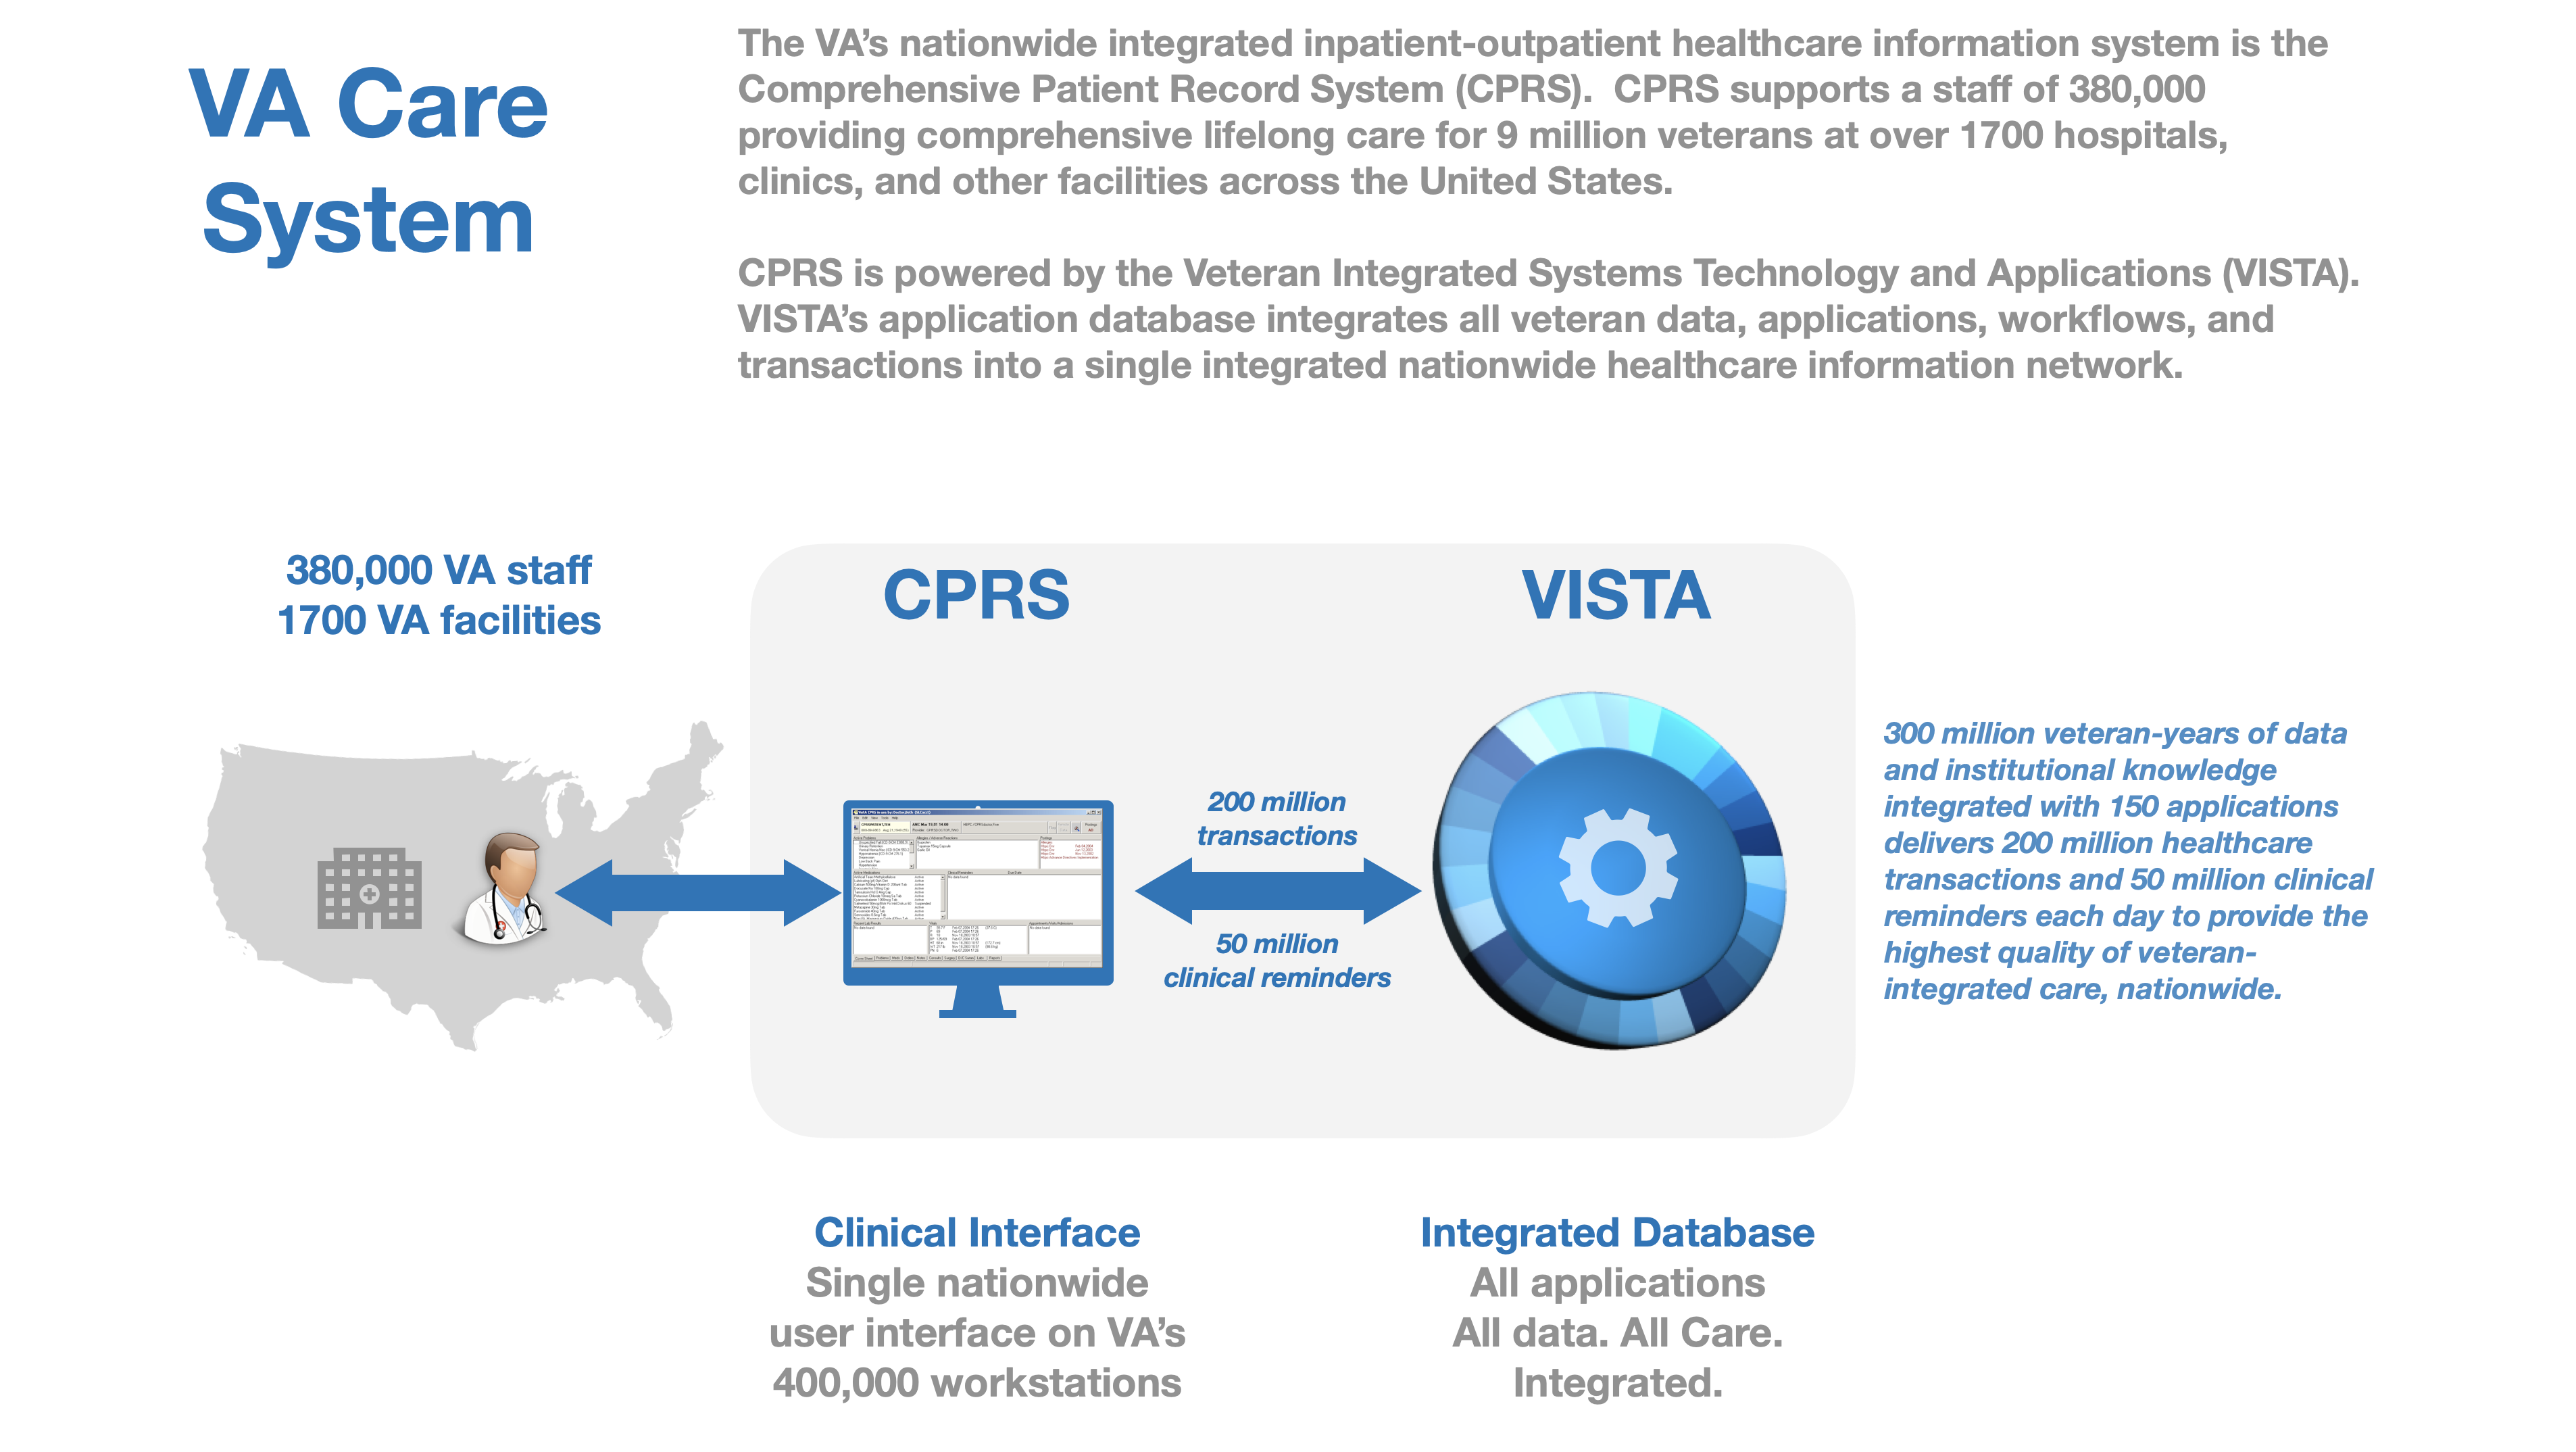 VA Care
System
The VA’s nationwide integrated inpatient-outpatient healthcare information system is the
Comprehensive Patient Record System (CPRS).  CPRS supports a staff of 380,000
providing comprehensive lifelong care for 9 million veterans at over 1700 hospitals,
clinics, and other facilities across the United States.
CPRS is powered by the Veteran Integrated Systems Technology and Applications (VISTA).
VISTA’s application database integrates all veteran data, applications, workflows, and
transactions into a single integrated nationwide healthcare information network.
380,000 VA staff
1700 VA facilities
CPRS
VISTA
200 million
transactions
50 million
clinical reminders
300 million veteran-years of data
and institutional knowledge
integrated with 150 applications
delivers 200 million healthcare
transactions and 50 million clinical
reminders each day to provide the
highest quality of veteran-
integrated care, nationwide.
Clinical Interface
Single nationwide
user interface on VA’s
400,000 workstations
Integrated Database
All applications
All data. All Care.
Integrated.